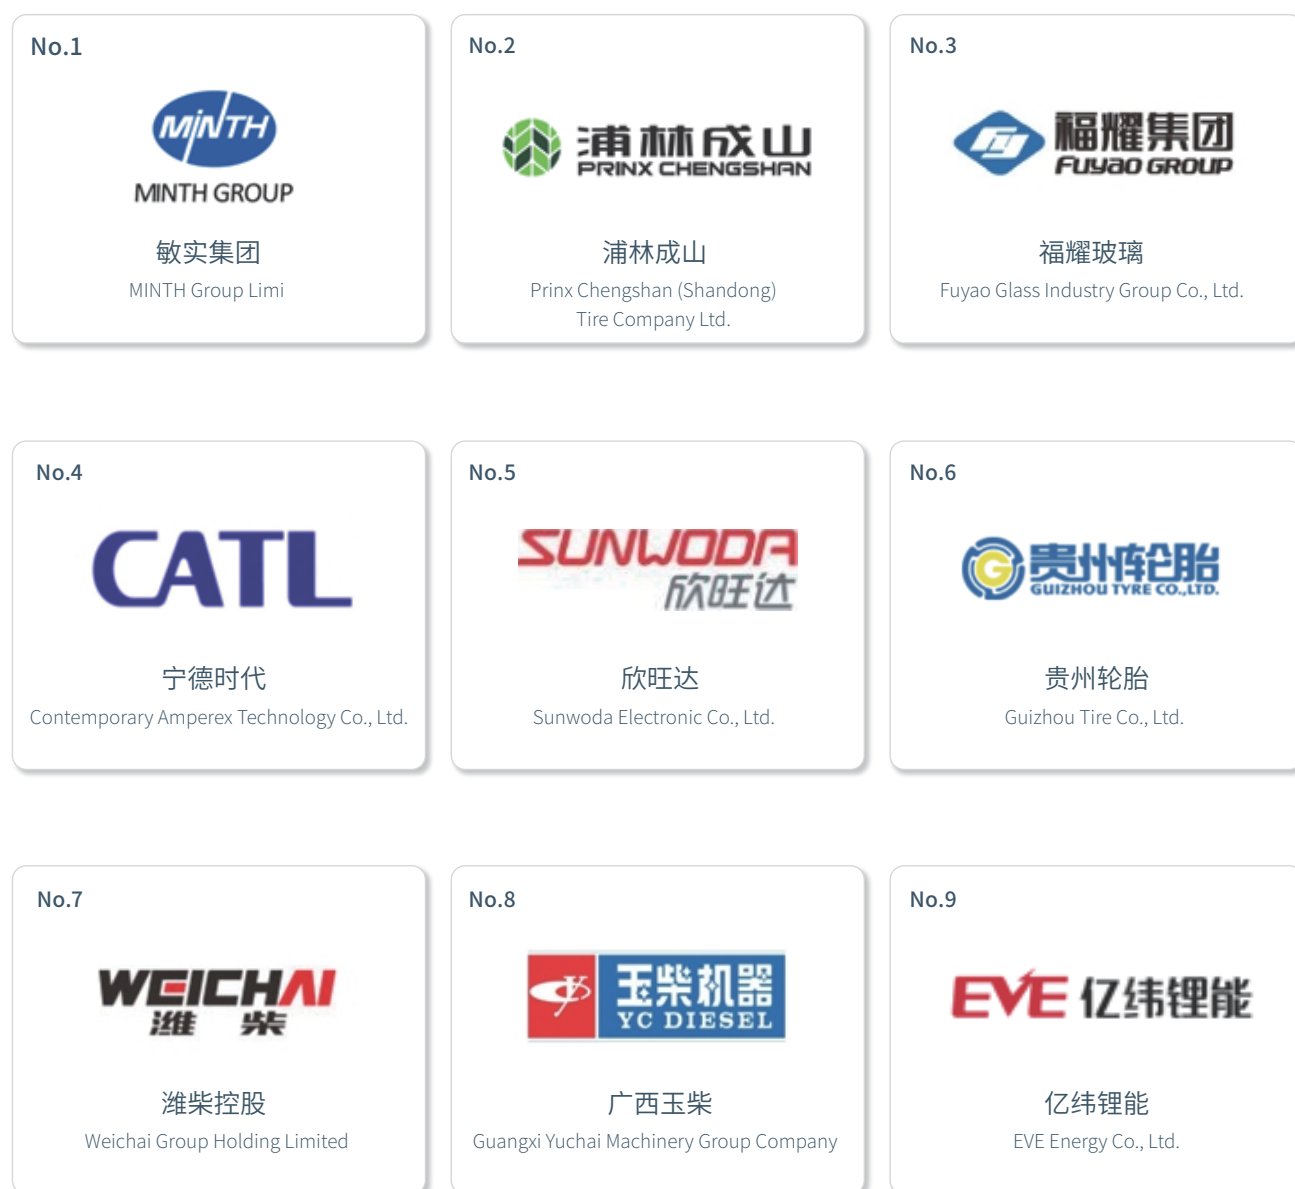 No.1
MINTH
MINTH GROUP
敏实集团
MINTH Group Limi
No.2
浦林成山
PRINX CHENGSHAN
浦林成山
Prinx Chengshan (Shandong)
Tire Company Ltd.
No.3
福耀集团
FUYAO GROUP
福耀玻璃
Fuyao Glass Industry Group Co., Ltd.
No.4
CATL
宁德时代
Contemporary Amperex Technology Co., Ltd.
No.5
SUNWODA
欣旺达
欣旺达
Sunwoda Electronic Co., Ltd.
No.6
贵州轮胎
GUIZHOU TYRE CO.,LTD.
贵州轮胎
Guizhou Tire Co., Ltd.
No.7
WEICHAI
潍柴
潍柴控股
Weichai Group Holding Limited
No.8
玉柴机器
YC DIESEL
广西玉柴
Guangxi Yuchai Machinery Group Company
No.9
EVE 亿纬锂能
亿纬锂能
EVE Energy Co., Ltd.